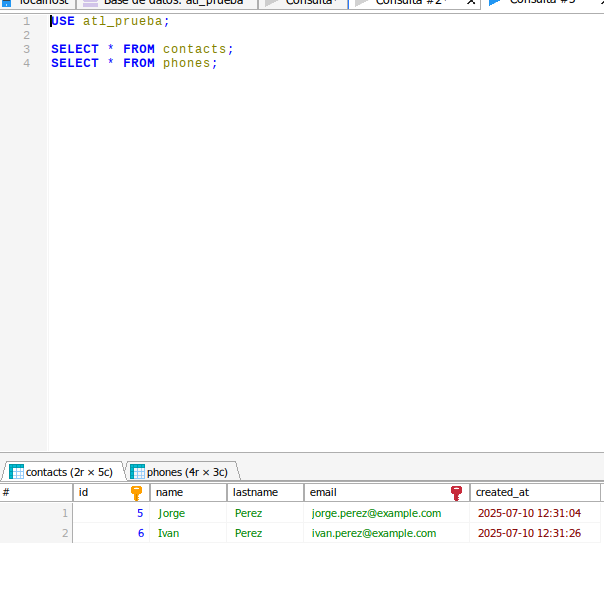 localhost Base de datos: atl_prueba Consulta* Consulta #2* Consulta #3*
1 USE atl_prueba;
2
3 SELECT * FROM contacts;
4 SELECT * FROM phones;
contacts (2r × 5c) phones (4r × 3c)
# id name lastname email created_at
1 5 Jorge Perez jorge.perez@example.com 2025-07-10 12:31:04
2 6 Ivan Perez ivan.perez@example.com 2025-07-10 12:31:26